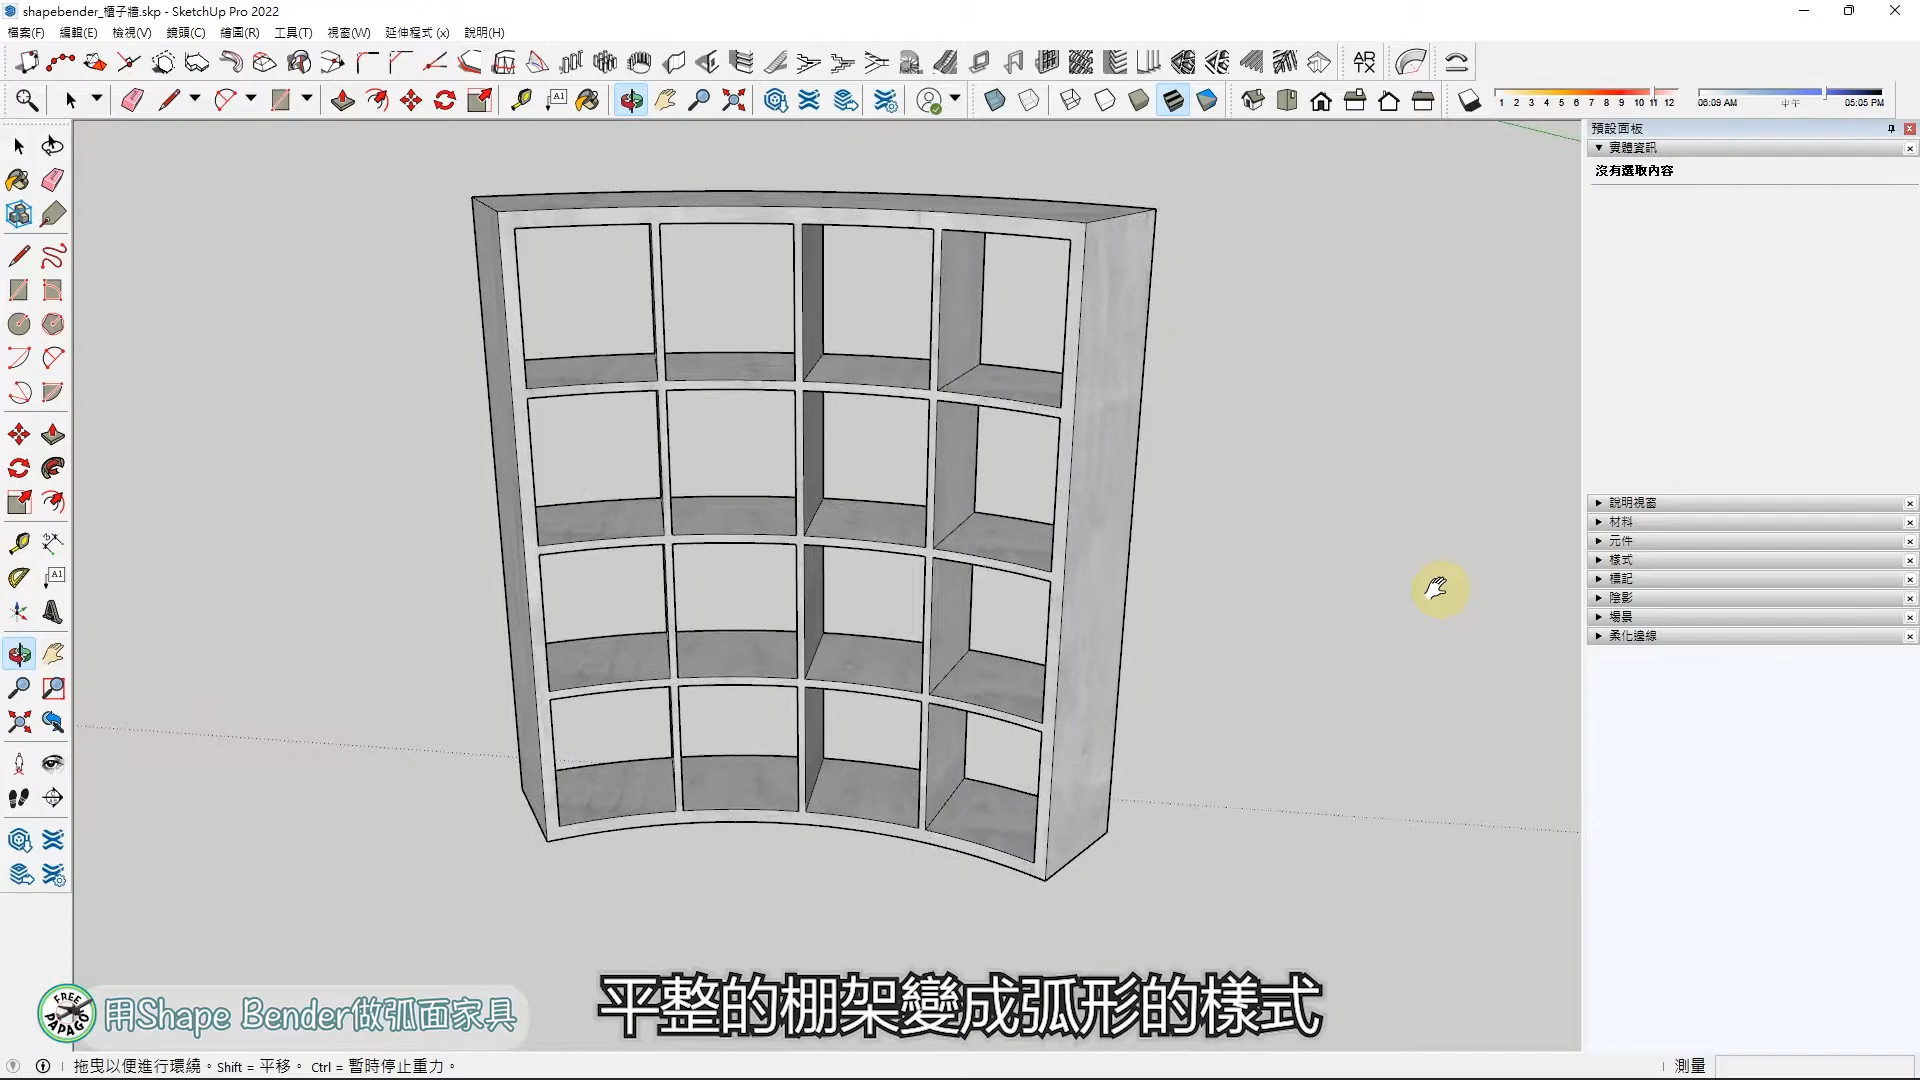 shapebender_櫃子牆.skp - SketchUp Pro 2022
檔案(F) 編輯(E) 檢視(V) 鏡頭(C) 繪圖(R) 工具(T) 視窗(W) 延伸程式 (x) 說明(H)
AR TX
A1
1 2 3 4 5 6 7 8 9 10 11 12
06:09 AM 中午 05:05 PM
預設面板
實體資訊
沒有選取內容
A1
說明視窗
材料
元件
樣式
標記
陰影
場景
柔化邊線
平整的棚架變成弧形的樣式
FREE PAPAGO
用Shape Bender做弧面家具
拖曳以便進行環繞。Shift = 平移。 Ctrl = 暫時停止重力。
測量